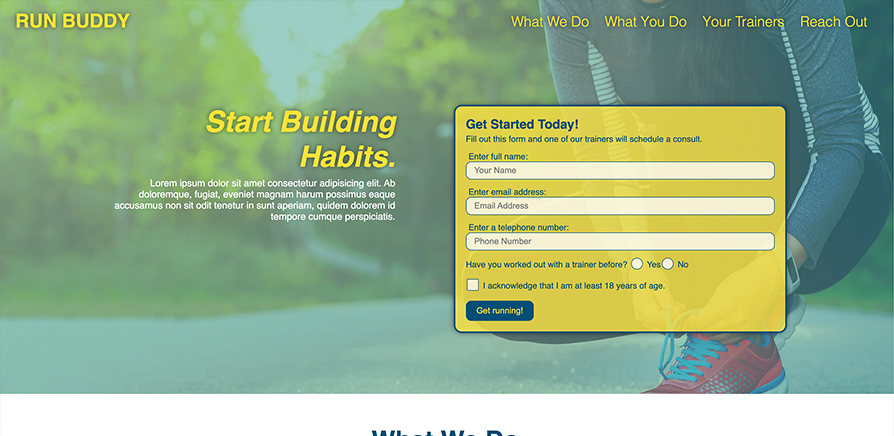 RUN BUDDY
What We Do What You Do Your Trainers Reach Out
Start Building
Habits.
Lorem ipsum dolor sit amet consectetur adipisicing elit. Ab
doloremque, fugiat, eveniet magnam harum possimus eaque
accusamus non sit odit tenetur in sunt aperiam, quidem dolorem id
tempore cumque perspiciatis.
Get Started Today!
Fill out this form and one of our trainers will schedule a consult.
Enter full name:
Your Name
Enter email address:
Email Address
Enter a telephone number:
Phone Number
Have you worked out with a trainer before? Yes No
I acknowledge that I am at least 18 years of age.
Get running!
What We Do